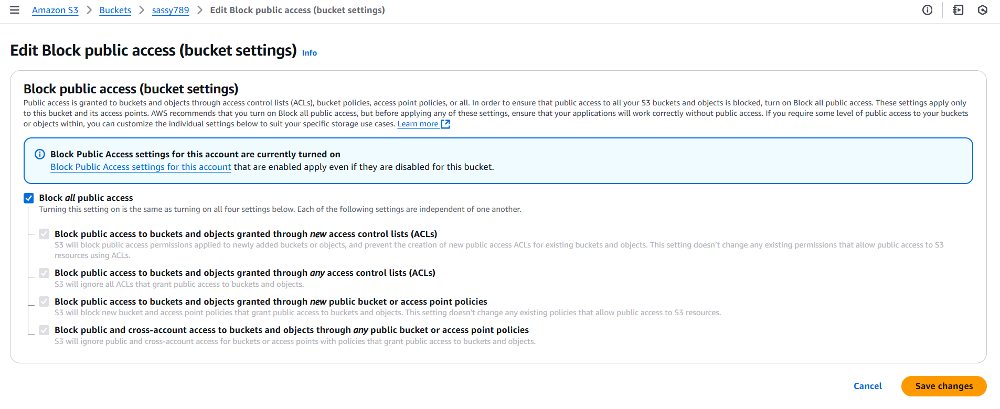 Amazon S3 > Buckets > sassy789 > Edit Block public access (bucket settings)
Edit Block public access (bucket settings) Info
Block public access (bucket settings)
Public access is granted to buckets and objects through access control lists (ACLs), bucket policies, access point policies, or all. In order to ensure that public access to all your S3 buckets and objects is blocked, turn on Block all public access. These settings apply only
to this bucket and its access points. AWS recommends that you turn on Block all public access, but before applying any of these settings, ensure that your applications will work correctly without public access. If you require some level of public access to your buckets
or objects within, you can customize the individual settings below to suit your specific storage use cases. Learn more
Block Public Access settings for this account are currently turned on
Block Public Access settings for this account that are enabled apply even if they are disabled for this bucket.
Block all public access
Turning this setting on is the same as turning on all four settings below. Each of the following settings are independent of one another.
Block public access to buckets and objects granted through new access control lists (ACLs)
S3 will block public access permissions applied to newly added buckets or objects, and prevent the creation of new public access ACLs for existing buckets and objects. This setting doesn't change any existing permissions that allow public access to S3
resources using ACLs.
Block public access to buckets and objects granted through any access control lists (ACLs)
S3 will ignore all ACLs that grant public access to buckets and objects.
Block public access to buckets and objects granted through new public bucket or access point policies
S3 will block new bucket and access point policies that grant public access to buckets and objects. This setting doesn't change any existing policies that allow public access to S3 resources.
Block public and cross-account access to buckets and objects through any public bucket or access point policies
S3 will ignore public and cross-account access for buckets or access points with policies that grant public access to buckets and objects.
Cancel
Save changes